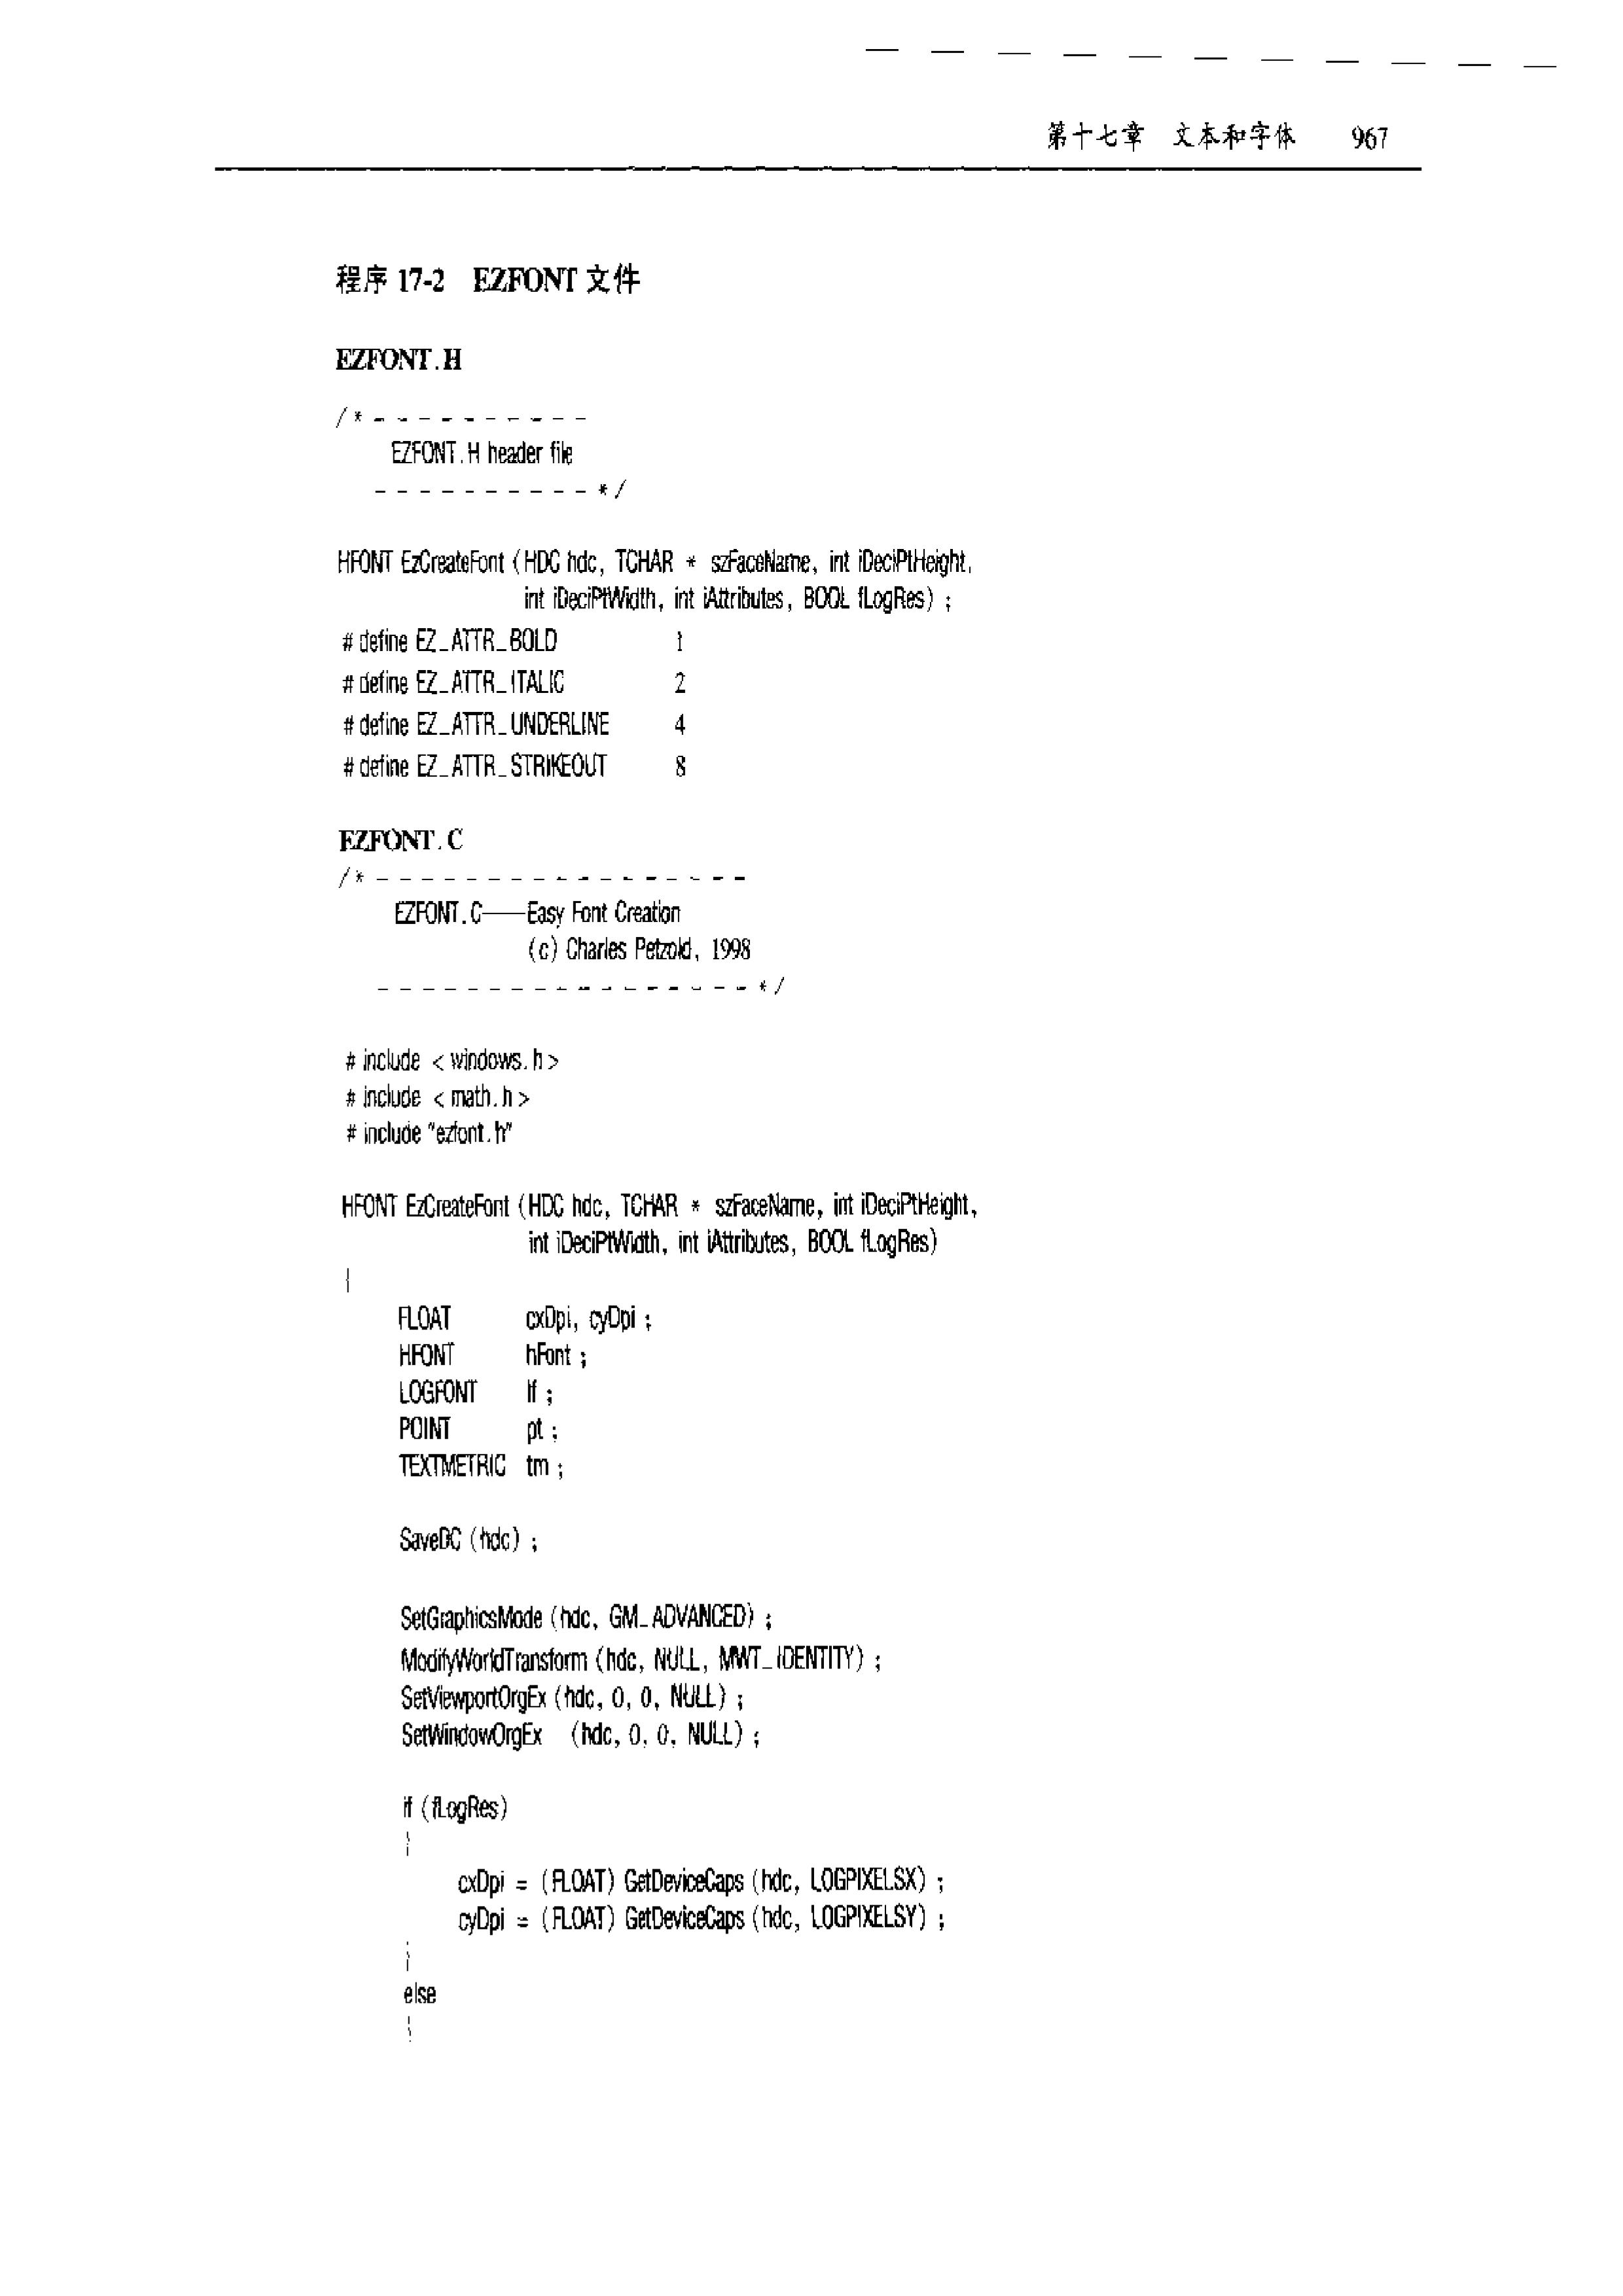 第十七章 文本和字体 967
程序 17-2 EZFONT 文件
EZFONT.H
/* - - - - - - - - - -
EZFONT.H header file
- - - - - - - - - - */
HFONT EzCreateFont (HDC hdc, TCHAR * szFaceName, int iDeciPtHeight,
int iDeciPtWidth, int iAttributes, BOOL fLogRes) ;
# define EZ_ATTR_BOLD 1
# define EZ_ATTR_ITALIC 2
# define EZ_ATTR_UNDERLINE 4
# define EZ_ATTR_STRIKEOUT 8
EZFONT.C
/* - - - - - - - - - - - - - - - - -
EZFONT.C——Easy Font Creation
(c) Charles Petzold, 1998
- - - - - - - - - - - - - - - - - */
# include < windows.h >
# include < math.h >
# include "ezfont.h"
HFONT EzCreateFont (HDC hdc, TCHAR * szFaceName, int iDeciPtHeight,
int iDeciPtWidth, int iAttributes, BOOL fLogRes)
{
FLOAT cxDpi, cyDpi ;
HFONT hFont ;
LOGFONT lf ;
POINT pt ;
TEXTMETRIC tm ;
SaveDC (hdc) ;
SetGraphicsMode (hdc, GM_ADVANCED) ;
ModifyWorldTransform (hdc, NULL, MWT_IDENTITY) ;
SetViewportOrgEx (hdc, 0, 0, NULL) ;
SetWindowOrgEx (hdc, 0, 0, NULL) ;
if (fLogRes)
{
cxDpi = (FLOAT) GetDeviceCaps (hdc, LOGPIXELSX) ;
cyDpi = (FLOAT) GetDeviceCaps (hdc, LOGPIXELSY) ;
}
else
{